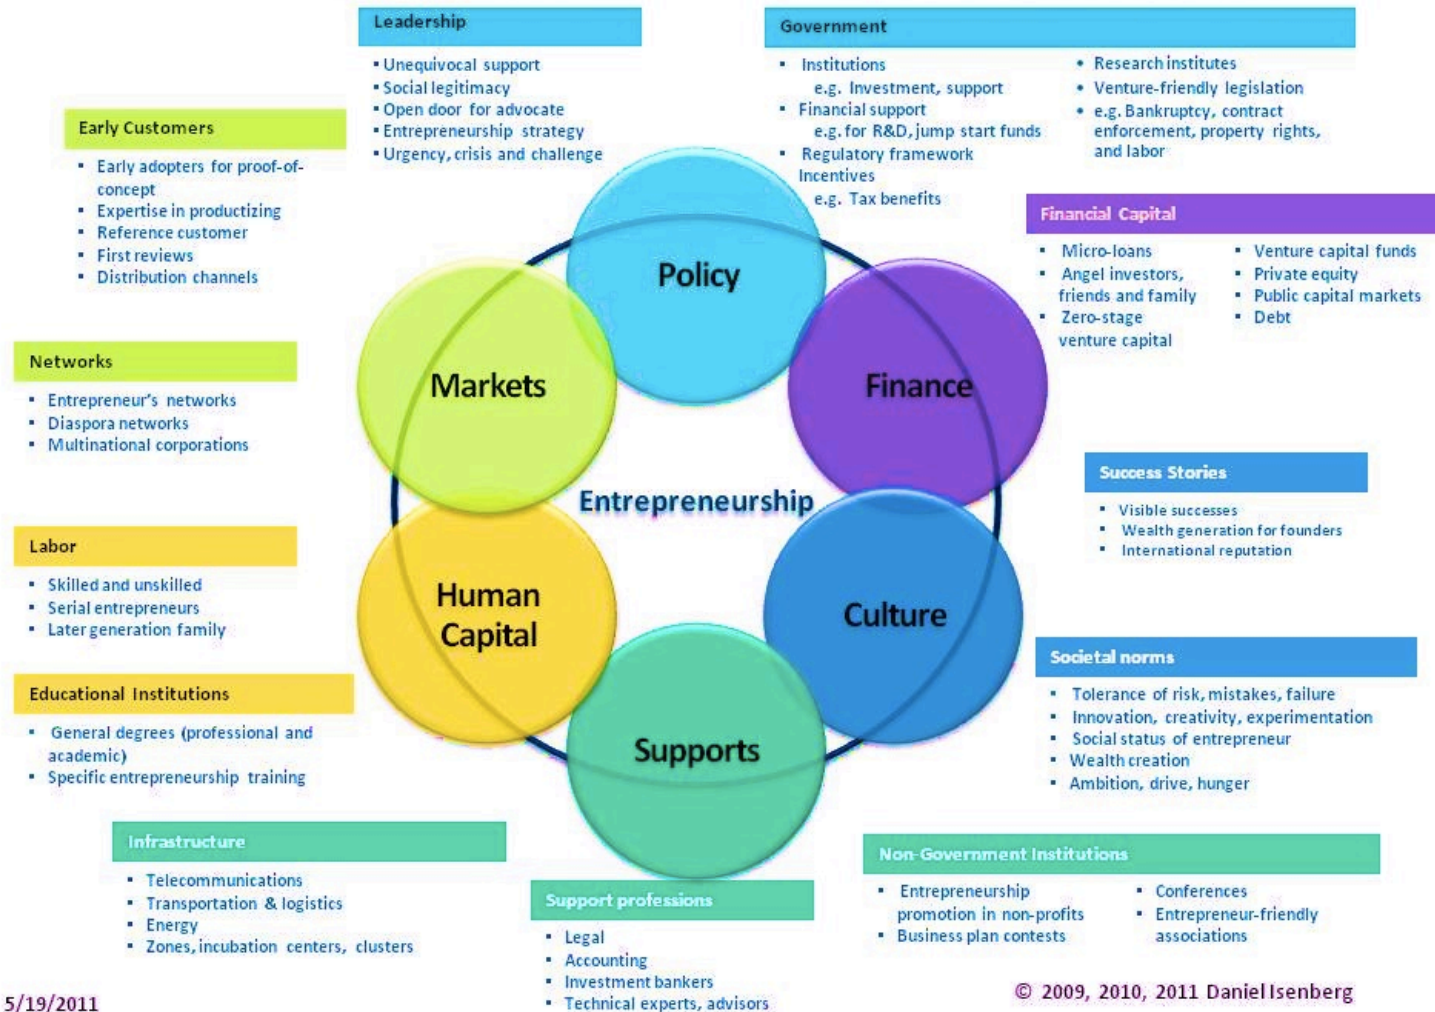 Leadership
▪ Unequivocal support
▪ Social legitimacy
▪ Open door for advocate
▪ Entrepreneurship strategy
▪ Urgency, crisis and challenge
Government
▪ Institutions
e.g. Investment, support
▪ Financial support
e.g. for R&D, jump start funds
▪ Regulatory framework
Incentives
e.g. Tax benefits
• Research institutes
• Venture-friendly legislation
• e.g. Bankruptcy, contract
enforcement, property rights,
and labor
Early Customers
▪ Early adopters for proof-of-
concept
▪ Expertise in productizing
▪ Reference customer
▪ First reviews
▪ Distribution channels
Financial Capital
▪ Micro-loans
▪ Angel investors,
friends and family
▪ Zero-stage
venture capital
▪ Venture capital funds
▪ Private equity
▪ Public capital markets
▪ Debt
Networks
▪ Entrepreneur's networks
▪ Diaspora networks
▪ Multinational corporations
Policy
Markets
Finance
Entrepreneurship
Human
Capital
Culture
Supports
Success Stories
▪ Visible successes
▪ Wealth generation for founders
▪ International reputation
Labor
▪ Skilled and unskilled
▪ Serial entrepreneurs
▪ Later generation family
Societal norms
▪ Tolerance of risk, mistakes, failure
▪ Innovation, creativity, experimentation
▪ Social status of entrepreneur
▪ Wealth creation
▪ Ambition, drive, hunger
Educational Institutions
▪ General degrees (professional and
academic)
▪ Specific entrepreneurship training
Infrastructure
▪ Telecommunications
▪ Transportation & logistics
▪ Energy
▪ Zones, incubation centers, clusters
Support professions
▪ Legal
▪ Accounting
▪ Investment bankers
▪ Technical experts, advisors
Non-Government Institutions
▪ Entrepreneurship
promotion in non-profits
▪ Business plan contests
▪ Conferences
▪ Entrepreneur-friendly
associations
5/19/2011
© 2009, 2010, 2011 Daniel Isenberg